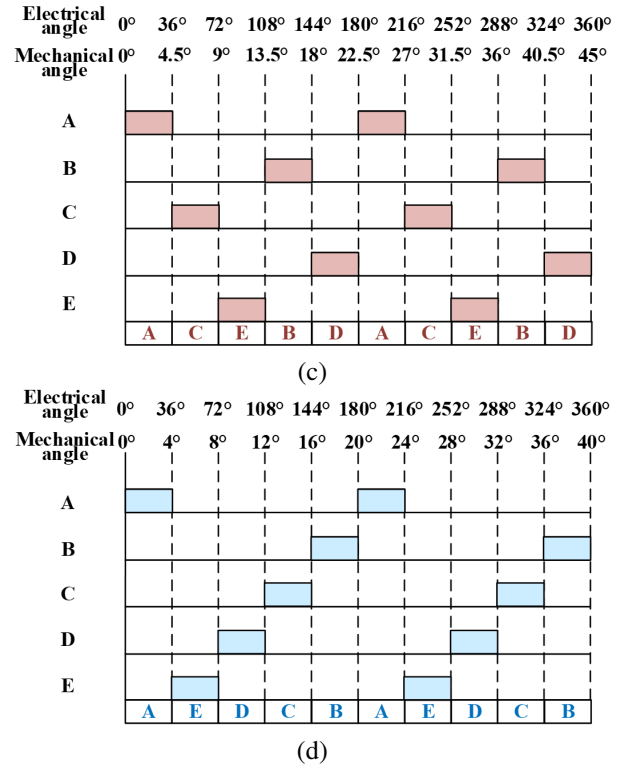 Electrical angle 0° 36° 72° 108° 144° 180° 216° 252° 288° 324° 360°
Mechanical angle 0° 4.5° 9° 13.5° 18° 22.5° 27° 31.5° 36° 40.5° 45°
A
B
C
D
E
A C E B D A C E B D
(c)
Electrical angle 0° 36° 72° 108° 144° 180° 216° 252° 288° 324° 360°
Mechanical angle 0° 4° 8° 12° 16° 20° 24° 28° 32° 36° 40°
A
B
C
D
E
A E D C B A E D C B
(d)